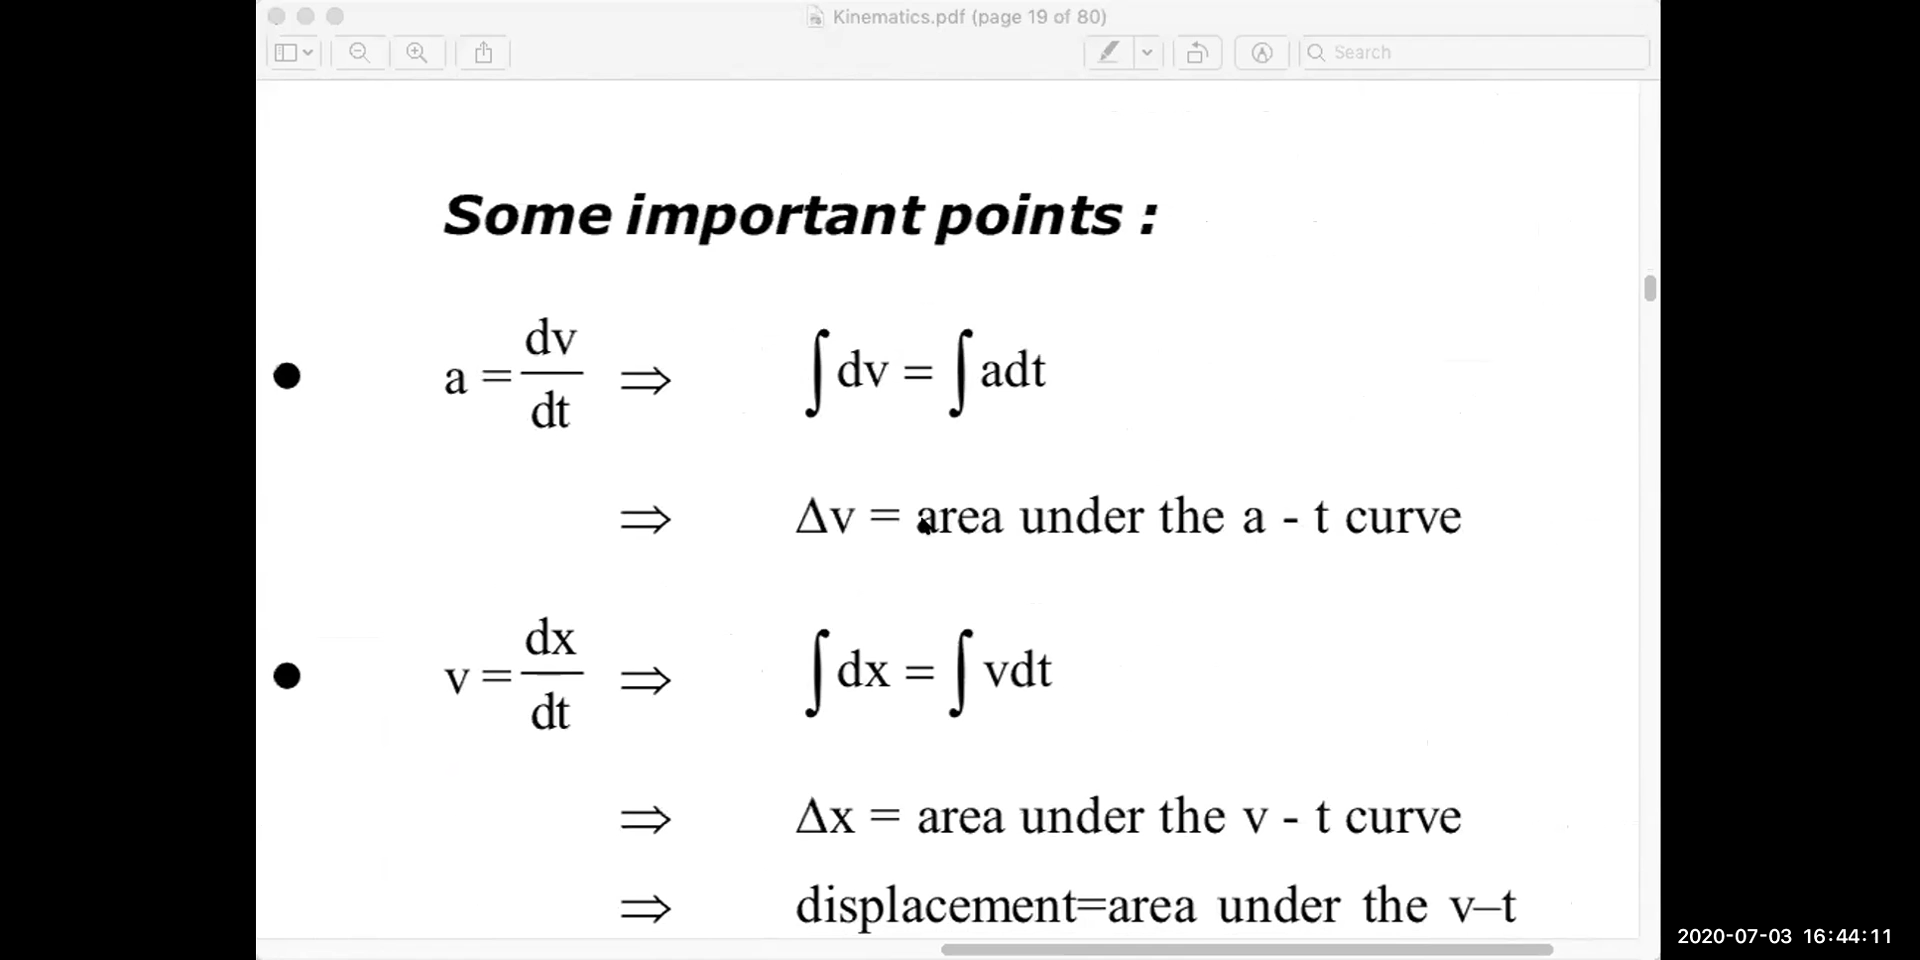 Kinematics.pdf (page 19 of 80)
Search
Some important points :
● a = dv/dt ⇒ ∫dv = ∫adt
⇒ Δv = area under the a - t curve
● v = dx/dt ⇒ ∫dx = ∫vdt
⇒ Δx = area under the v - t curve
⇒ displacement=area under the v–t
2020-07-03 16:44:11